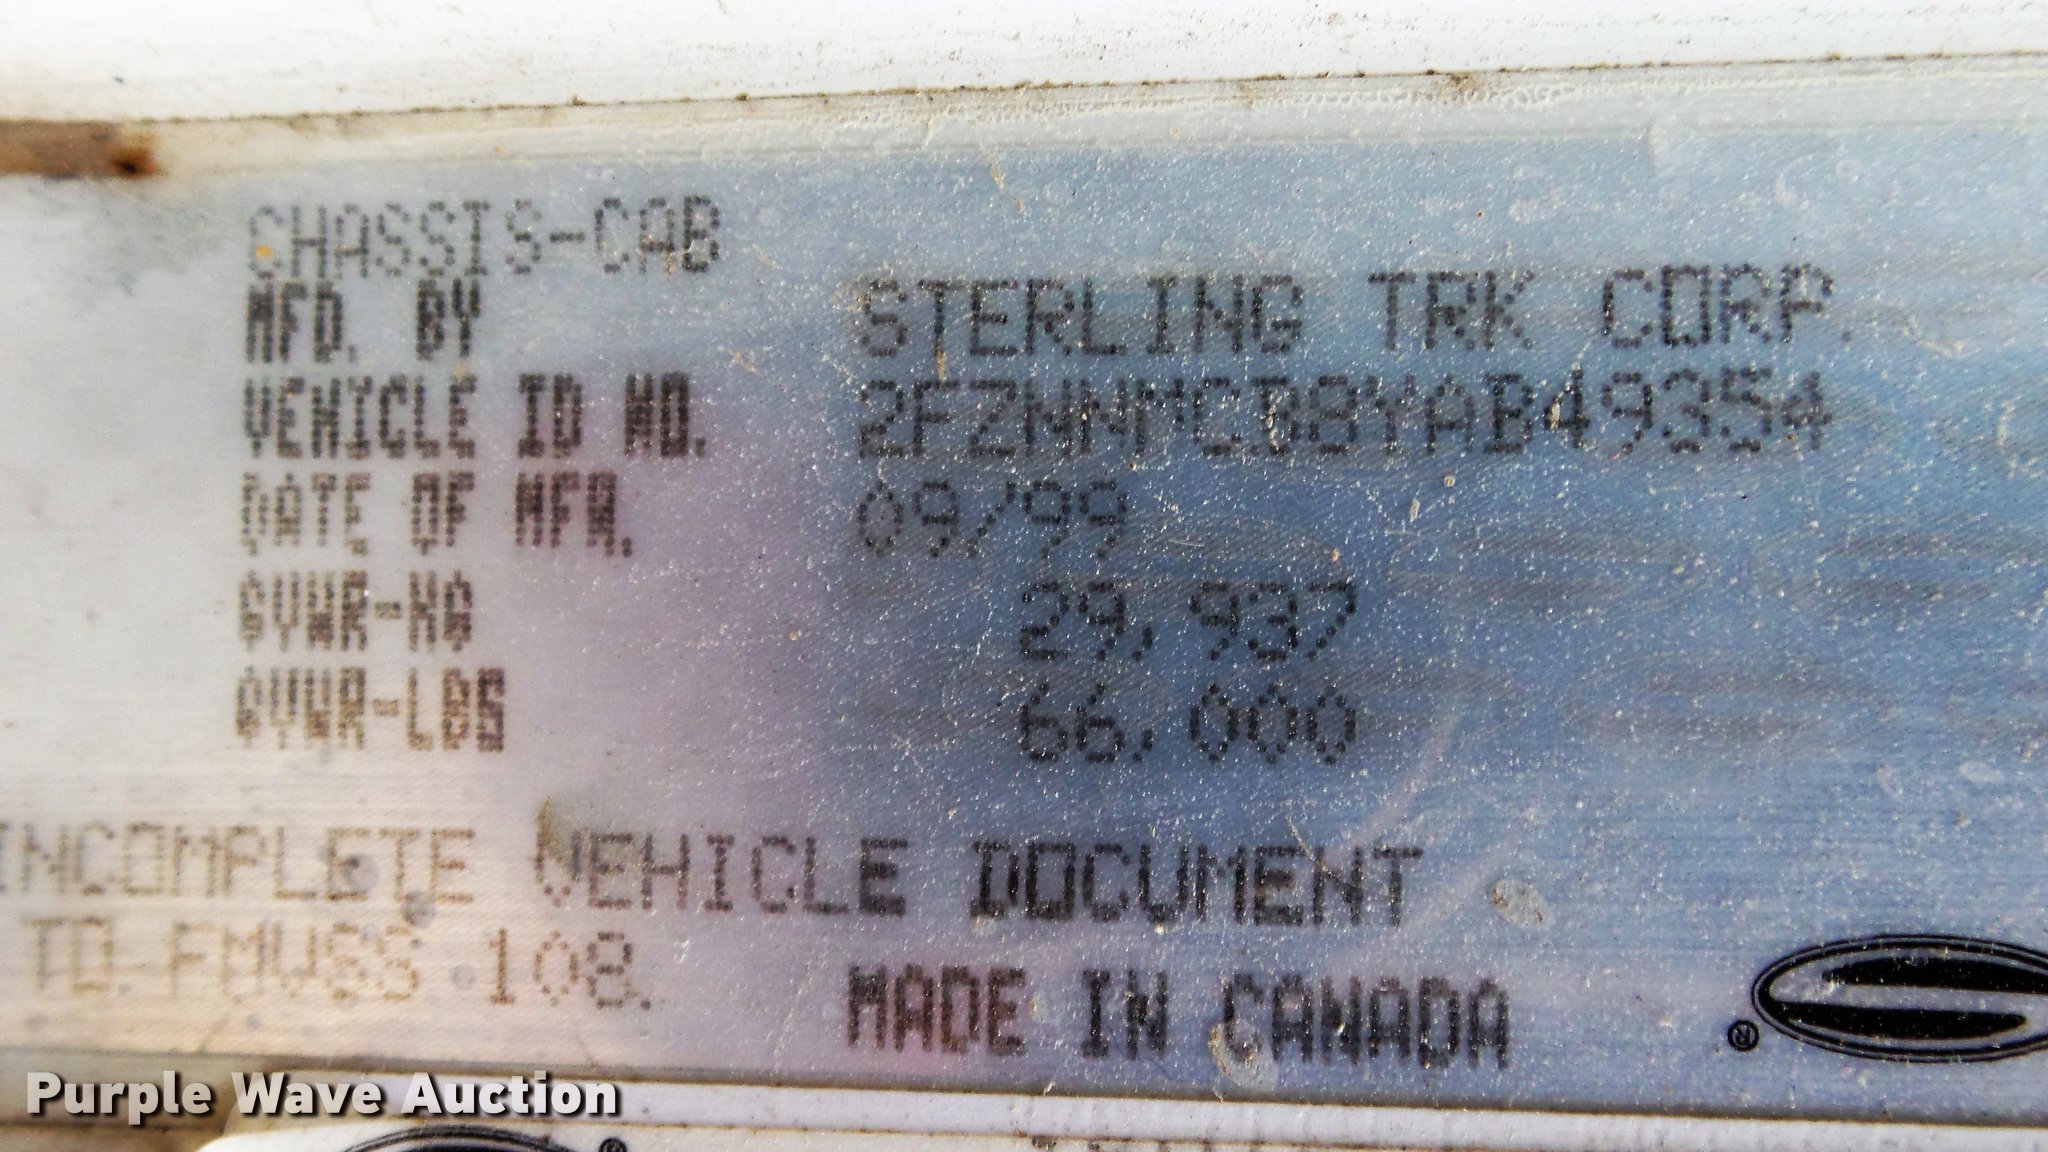 CHASSIS-CAB
MFD. BY STERLING TRK CORP.
VEHICLE ID NO. 2FZNNMCB8YAB49354
DATE OF MFR. 09/99
GVWR-KG 29,937
GVWR-LBS 66,000
INCOMPLETE VEHICLE DOCUMENT
TO FMVSS 108.
MADE IN CANADA
®
Purple Wave Auction
®